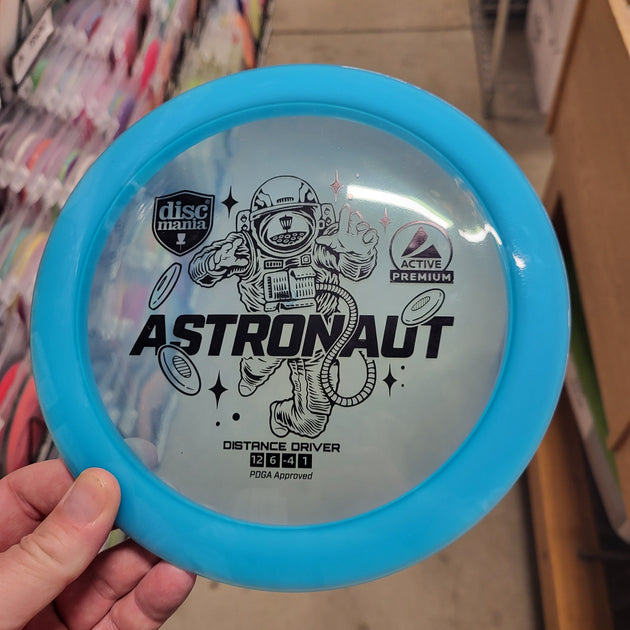 disc
mania
ACTIVE
PREMIUM
ASTRONAUT
DISTANCE DRIVER
12 6 -4 1
PDGA Approved